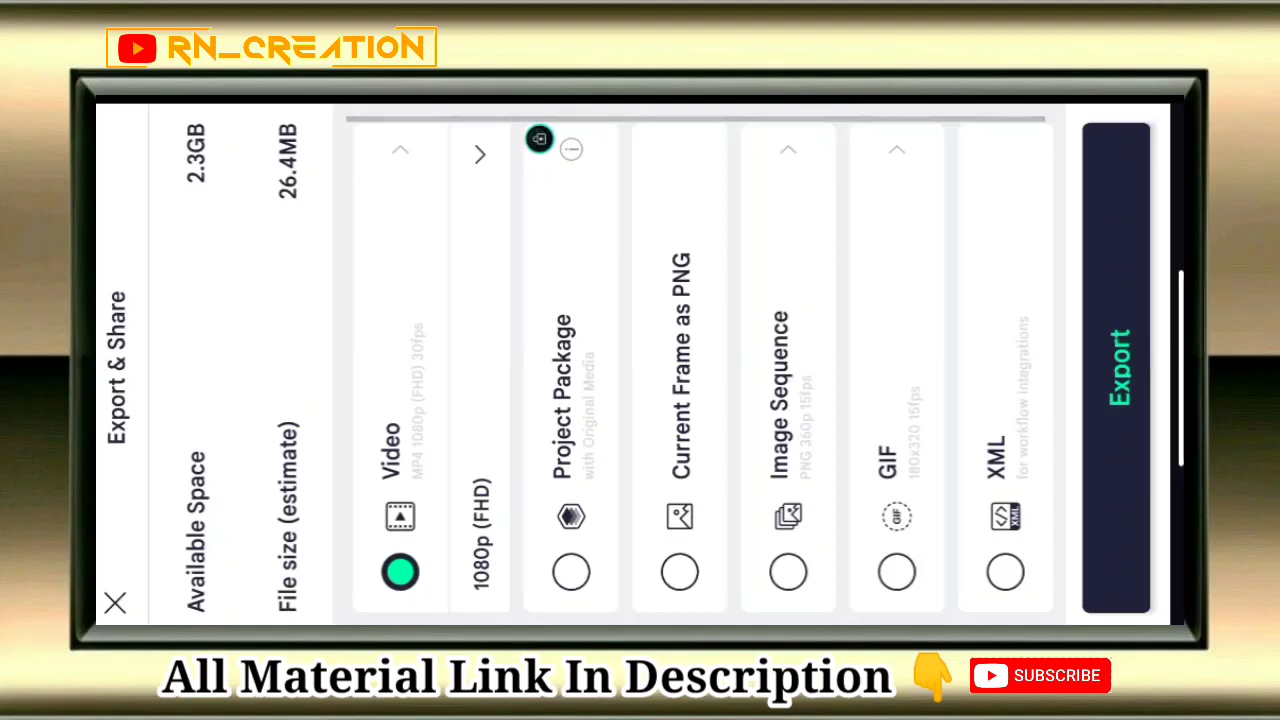 RN_CREATION
Export & Share
Available Space 2.3GB
File size (estimate) 26.4MB
Video
MP4 1080p (FHD) 30fps
1080p (FHD)
Project Package
with Original Media
Current Frame as PNG
Image Sequence
PNG 360p 15fps
GIF
GIF
180x320 15fps
XML
XML
for workflow integrations
Export
All Material Link In Description
SUBSCRIBE